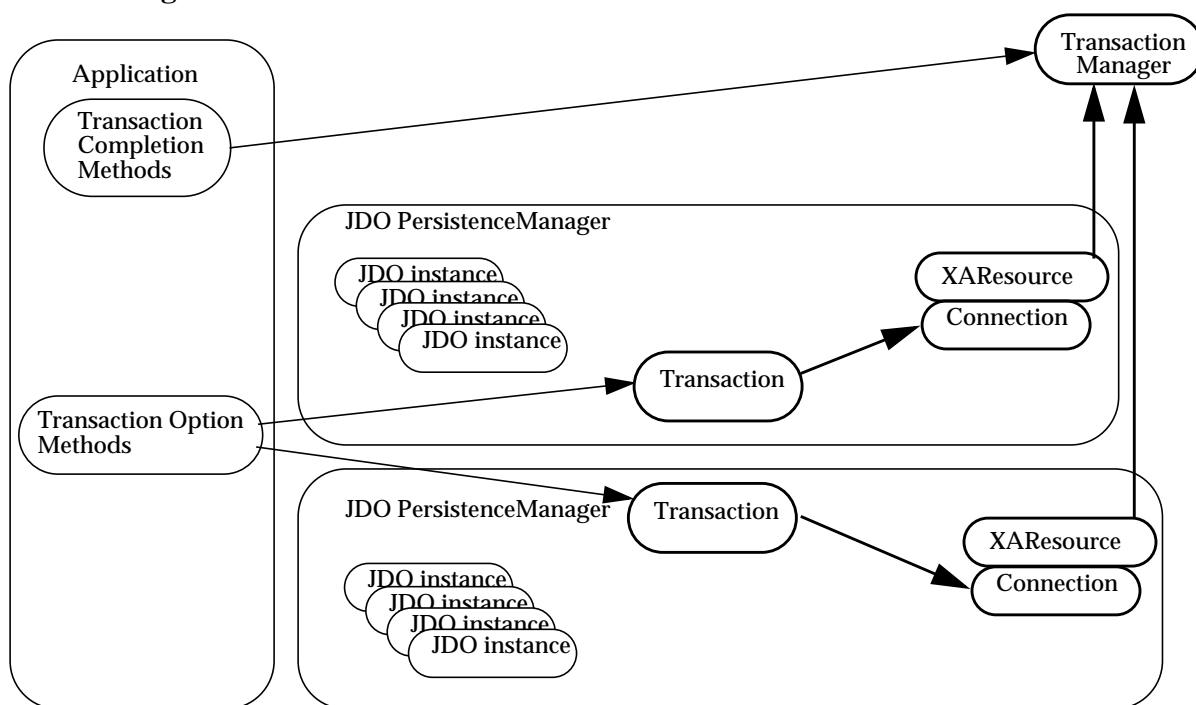 Transaction
Manager
Application
Transaction
Completion
Methods
JDO PersistenceManager
JDO instance
JDO instance
JDO instance
JDO instance
XAResource
Connection
Transaction
Transaction Option
Methods
JDO PersistenceManager
Transaction
XAResource
Connection
JDO instance
JDO instance
JDO instance
JDO instance